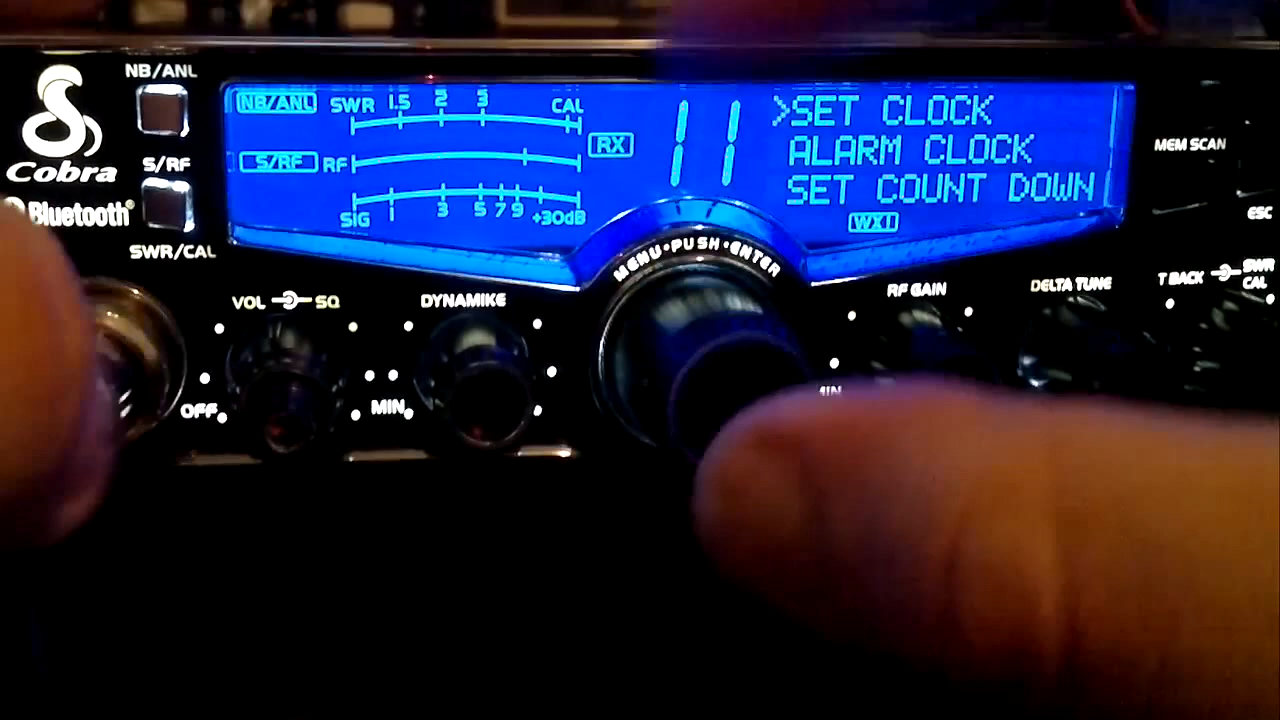 NB/ANL
Cobra
S/RF
Bluetooth®
SWR/CAL
NB/ANL
SWR 1.5 2 3 CAL
S/RF
RF
SIG 1 3 5 7 9 +30dB
RX
11
>SET CLOCK
ALARM CLOCK
SET COUNT DOWN
WX1
MENU•PUSH•ENTER
MEM SCAN
ESC
VOL SQ
OFF
DYNAMIKE
MIN
RF GAIN
MIN
DELTA TUNE
T BACK SWR
CAL